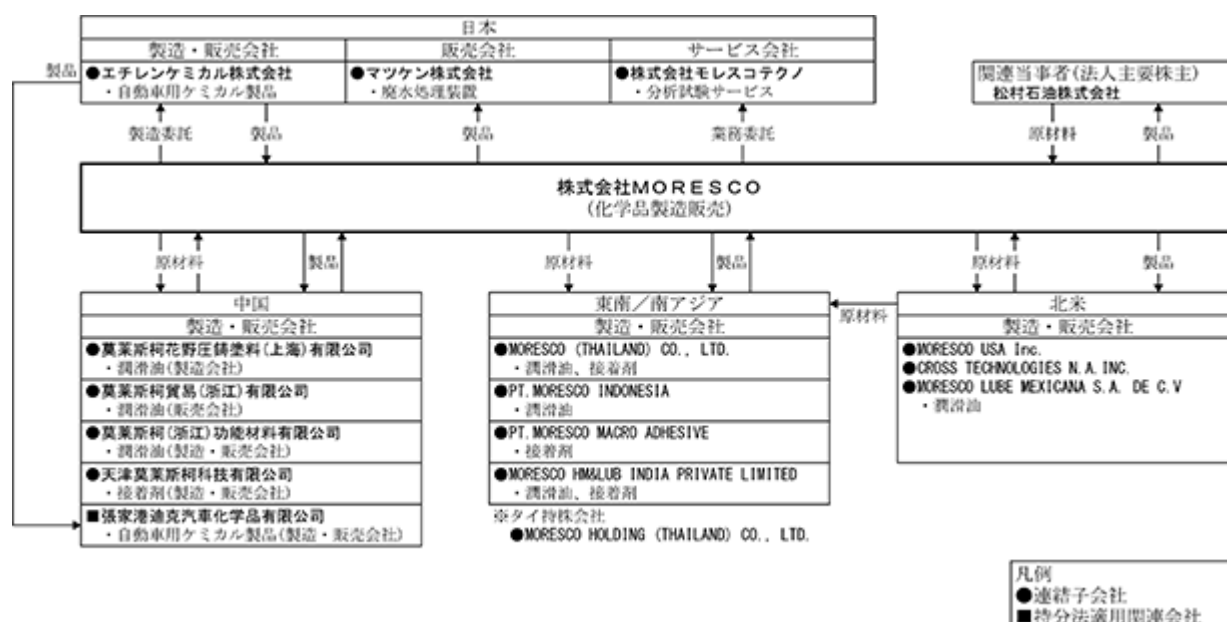 日本
製造・販売会社
販売会社
サービス会社
製品
●エチレンケミカル株式会社
・自動車用ケミカル製品
●マツケン株式会社
・廃水処理装置
●株式会社モレスコテクノ
・分析試験サービス
関連当事者(法人主要株主)
松村石油株式会社
製造委託
製品
製品
業務委託
原材料
製品
株式会社MORESCO
(化学品製造販売)
原材料
製品
原材料
製品
原材料
製品
中国
製造・販売会社
●莫莱斯柯花野圧鋳塗料(上海)有限公司
・潤滑油(製造会社)
●莫莱斯柯貿易(浙江)有限公司
・潤滑油(販売会社)
●莫莱斯柯(浙江)功能材料有限公司
・潤滑油(製造・販売会社)
●天津莫莱斯柯科技有限公司
・接着剤(製造・販売会社)
■張家港迪克汽車化学品有限公司
・自動車用ケミカル製品(製造・販売会社)
東南/南アジア
製造・販売会社
●MORESCO (THAILAND) CO., LTD.
・潤滑油、接着剤
●PT.MORESCO INDONESIA
・潤滑油
●PT.MORESCO MACRO ADHESIVE
・接着剤
●MORESCO HM&LUB INDIA PRIVATE LIMITED
・潤滑油、接着剤
※タイ持株会社
●MORESCO HOLDING (THAILAND) CO., LTD.
原材料
北米
製造・販売会社
●MORESCO USA Inc.
●CROSS TECHNOLOGIES N.A.INC.
●MORESCO LUBE MEXICANA S.A. DE C.V
・潤滑油
凡例
●連結子会社
■持分法適用関連会社